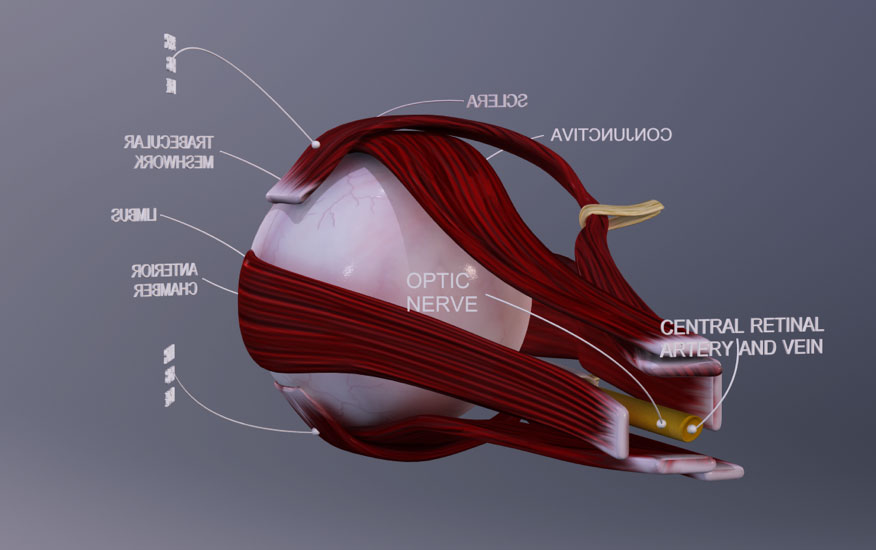 SCLERA
CONJUNCTIVA
TRABECULAR
MESHWORK
LIMBUS
ANTERIOR
CHAMBER
OPTIC
NERVE
CENTRAL RETINAL
ARTERY AND VEIN